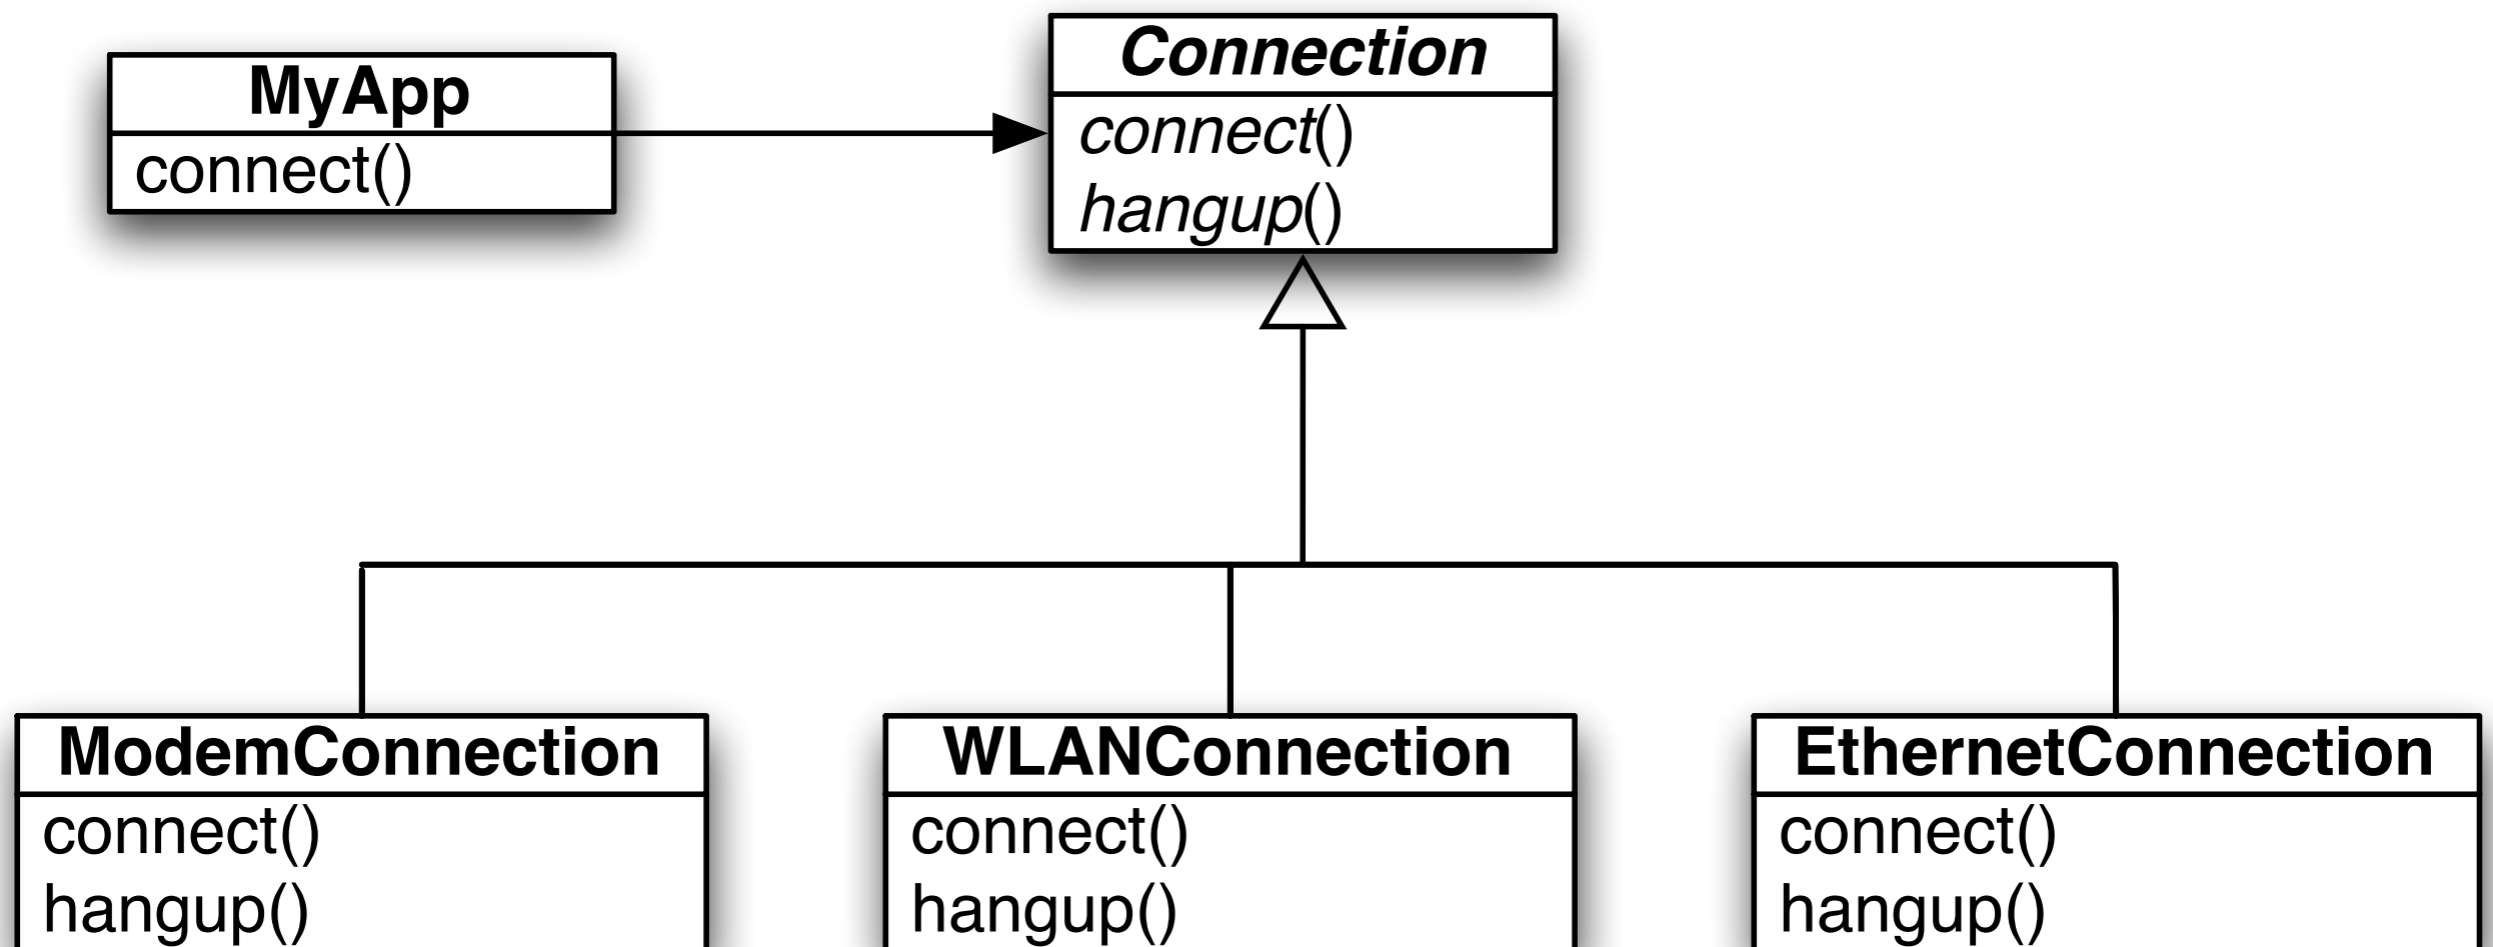 MyApp
connect()
Connection
connect()
hangup()
ModemConnection
connect()
hangup()
WLANConnection
connect()
hangup()
EthernetConnection
connect()
hangup()